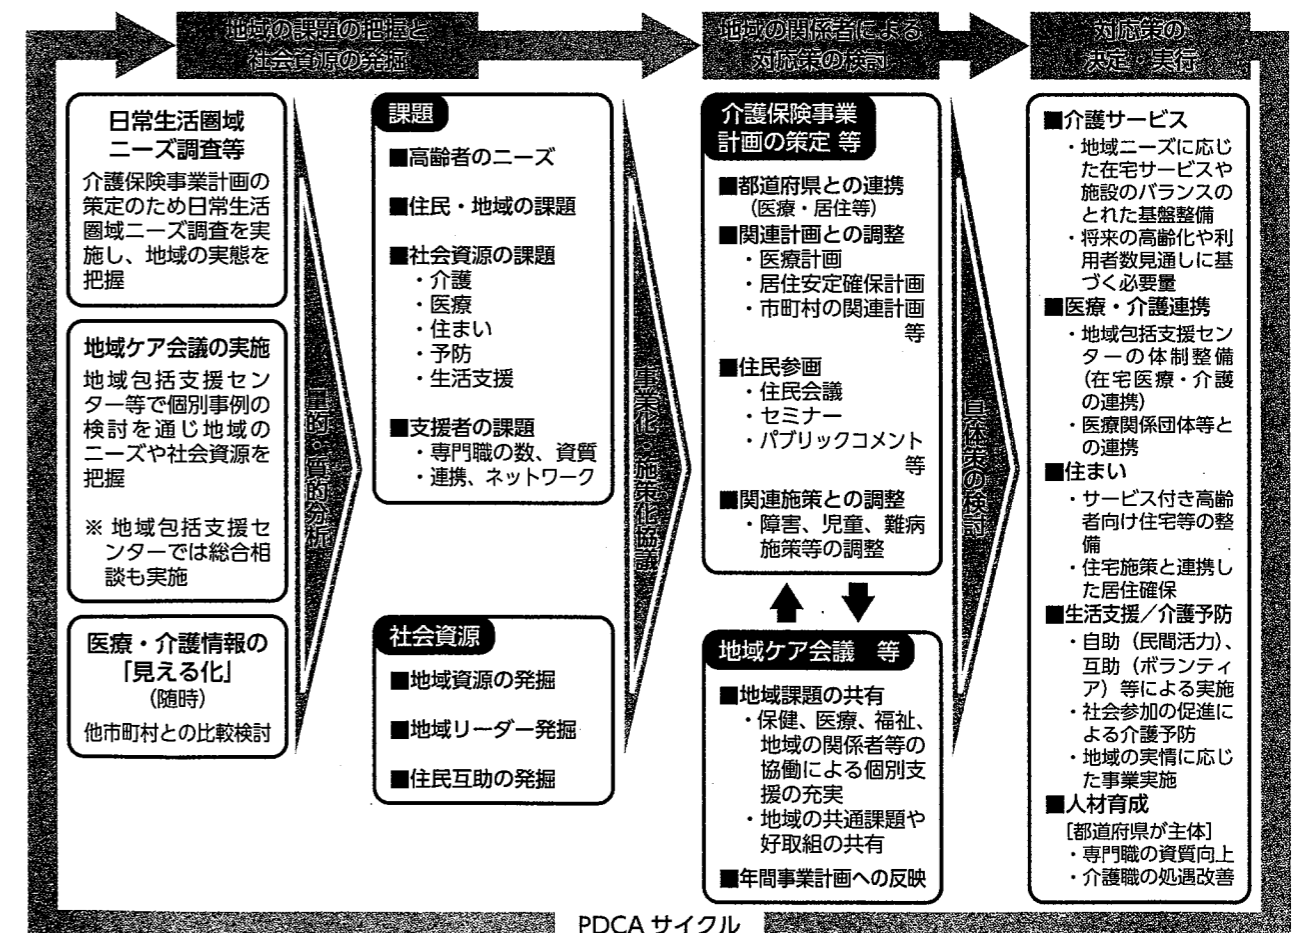 地域の課題の把握と
社会資源の発掘
地域の関係者による
対応策の検討
対応策の
決定・実行
日常生活圏域
ニーズ調査等
介護保険事業計画の
策定のため日常生活
圏域ニーズ調査を実
施し、地域の実態を
把握
地域ケア会議の実施
地域包括支援セン
ター等で個別事例の
検討を通じ地域の
ニーズや社会資源を
把握
※ 地域包括支援セ
ンターでは総合相
談も実施
医療・介護情報の
「見える化」
(随時)
他市町村との比較検討
量的・質的分析
課題
■高齢者のニーズ
■住民・地域の課題
■社会資源の課題
・介護
・医療
・住まい
・予防
・生活支援
■支援者の課題
・専門職の数、資質
・連携、ネットワーク
社会資源
■地域資源の発掘
■地域リーダー発掘
■住民互助の発掘
事業化・施策化協議
介護保険事業
計画の策定 等
■都道府県との連携
(医療・居住等)
■関連計画との調整
・医療計画
・居住安定確保計画
・市町村の関連計画
等
■住民参画
・住民会議
・セミナー
・パブリックコメント
等
■関連施策との調整
・障害、児童、難病
施策等の調整
地域ケア会議 等
■地域課題の共有
・保健、医療、福祉、
地域の関係者等の
協働による個別支
援の充実
・地域の共通課題や
好取組の共有
■年間事業計画への反映
具体策の検討
■介護サービス
・地域ニーズに応じ
た在宅サービスや
施設のバランスの
とれた基盤整備
・将来の高齢化や利
用者数見通しに基
づく必要量
■医療・介護連携
・地域包括支援セン
ターの体制整備
(在宅医療・介護
の連携)
・医療関係団体等と
の連携
■住まい
・サービス付き高齢
者向け住宅等の整
備
・住宅施策と連携し
た居住確保
■生活支援／介護予防
・自助（民間活力）、
互助（ボランティ
ア）等による実施
・社会参加の促進に
よる介護予防
・地域の実情に応じ
た事業実施
■人材育成
[都道府県が主体]
・専門職の資質向上
・介護職の処遇改善
PDCA サイクル